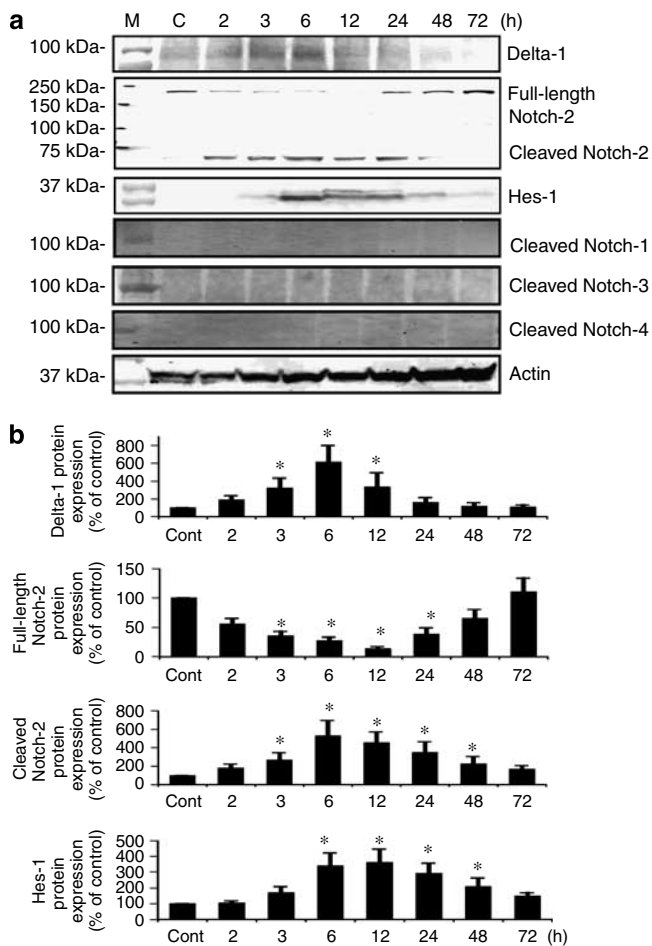 a
M C 2 3 6 12 24 48 72 (h)
100 kDa- Delta-1
250 kDa- Full-length
150 kDa- Notch-2
100 kDa-
75 kDa- Cleaved Notch-2
37 kDa- Hes-1
100 kDa- Cleaved Notch-1
100 kDa- Cleaved Notch-3
100 kDa- Cleaved Notch-4
37 kDa- Actin
b
Delta-1 protein
expression
(% of control)
800
600
400
200
0
* * *
Cont 2 3 6 12 24 48 72
Full-length
Notch-2
protein
expression
(% of control)
150
100
50
0
* * * *
Cont 2 3 6 12 24 48 72
Cleaved
Notch-2
protein
expression
(% of control)
800
600
400
200
0
* * * * *
Cont 2 3 6 12 24 48 72
Hes-1
protein
expression
(% of control)
500
400
300
200
100
0
* * * *
Cont 2 3 6 12 24 48 72 (h)